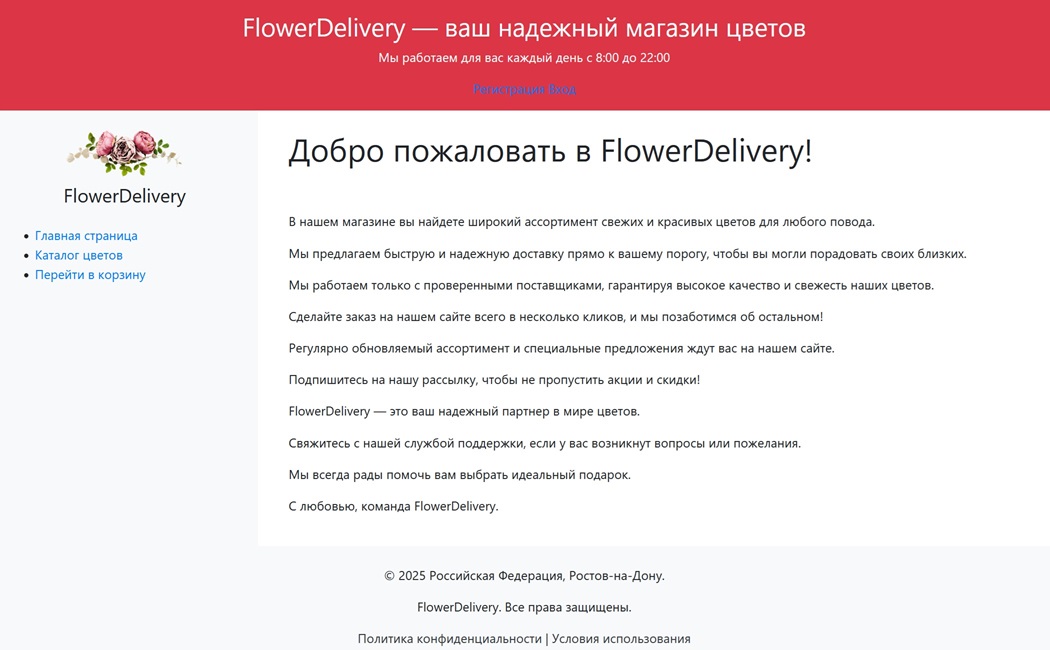 FlowerDelivery — ваш надежный магазин цветов
Мы работаем для вас каждый день с 8:00 до 22:00
Регистрация Вход
FlowerDelivery
Главная страница
Каталог цветов
Перейти в корзину
Добро пожаловать в FlowerDelivery!
В нашем магазине вы найдете широкий ассортимент свежих и красивых цветов для любого повода.
Мы предлагаем быструю и надежную доставку прямо к вашему порогу, чтобы вы могли порадовать своих близких.
Мы работаем только с проверенными поставщиками, гарантируя высокое качество и свежесть наших цветов.
Сделайте заказ на нашем сайте всего в несколько кликов, и мы позаботимся об остальном!
Регулярно обновляемый ассортимент и специальные предложения ждут вас на нашем сайте.
Подпишитесь на нашу рассылку, чтобы не пропустить акции и скидки!
FlowerDelivery — это ваш надежный партнер в мире цветов.
Свяжитесь с нашей службой поддержки, если у вас возникнут вопросы или пожелания.
Мы всегда рады помочь вам выбрать идеальный подарок.
С любовью, команда FlowerDelivery.
© 2025 Российская Федерация, Ростов-на-Дону.
FlowerDelivery. Все права защищены.
Политика конфиденциальности | Условия использования